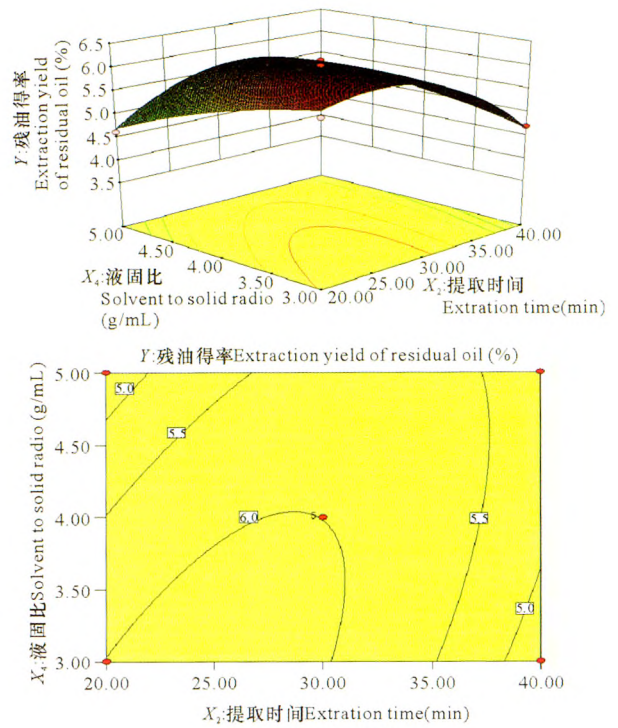 6.5
6.0
5.5
5.0
4.5
4.0
3.5
Y:残油得率
Extraction yield
of residual oil (%)
5.00
4.50
4.00
3.50
3.00
20.00
25.00
30.00
35.00
40.00
X₄:液固比
Solvent to solid radio
(g/mL)
X₂:提取时间
Extration time(min)
Y:残油得率Extraction yield of residual oil (%)
5.00
4.50
4.00
3.50
3.00
X₄:液固比Solvent to solid radio (g/mL)
5.0
5.5
6.0
5
5.5
5.0
20.00 25.00 30.00 35.00 40.00
X₂:提取时间Extration time(min)